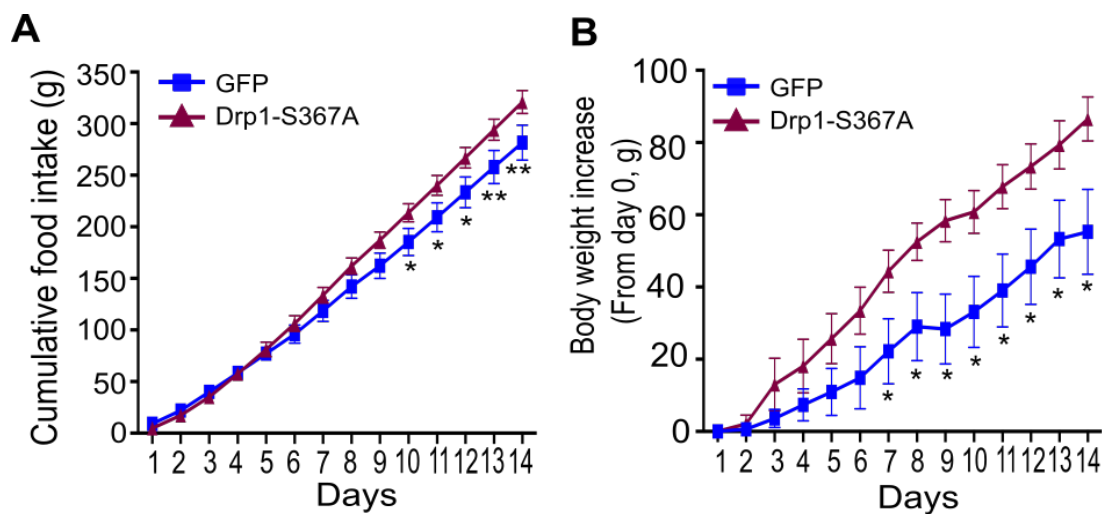 A
Cumulative food intake (g)
350
300
250
200
150
100
50
0
GFP
Drp1-S367A
*
*
*
**
**
1 2 3 4 5 6 7 8 9 10 11 12 13 14
Days
B
Body weight increase
(From day 0, g)
100
80
60
40
20
0
GFP
Drp1-S367A
*
*
*
*
*
*
*
*
1 2 3 4 5 6 7 8 9 10 11 12 13 14
Days